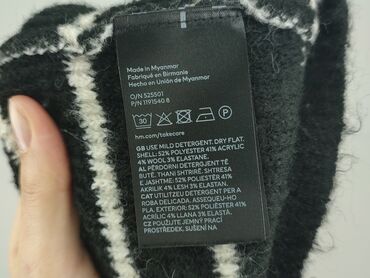 Made in Myanmar
Fabriqué en Birmanie
Hecho en Unión de Myanmar
O/N 525501
P/N 1191540 8
30
hm.com/takecare
GB USE MILD DETERGENT. DRY FLAT.
SHELL: 52% POLYESTER 41% ACRYLIC
4% WOOL 3% ELASTANE.
AL PËRDORNI DETERGJENT TË
BUTË. THANI SHTRIRË. SHTRESA
E JASHTME: 52% POLIESTER 41%
AKRILIK 4% LESH 3% ELASTAN.
CAT UTILITZEU DETERGENT PER A
ROBA DELICADA. ASSEQUEU-HO
PLA. EXTERIOR: 52% POLIÈSTER 41%
ACRÍLIC 4% LLANA 3% ELASTÀ.
CZ JEMNÝ PRACÍ
PROSTŘEDEK, SUŠENÍ NA